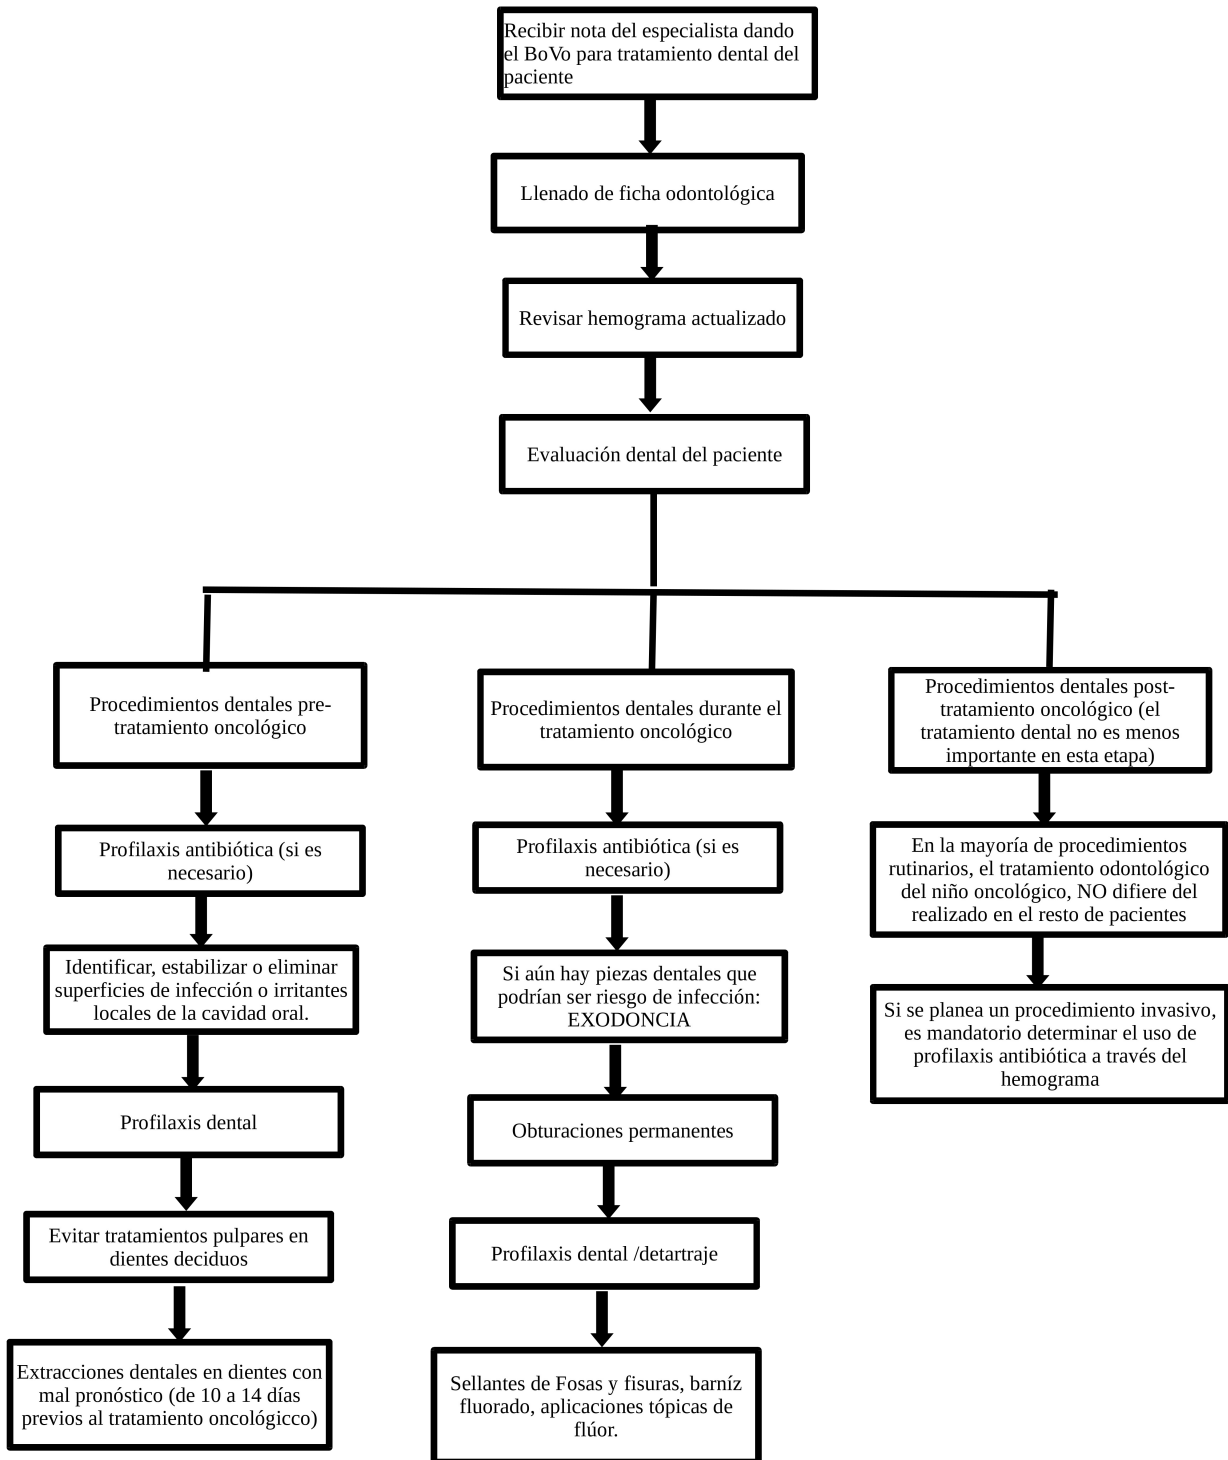 Recibir nota del especialista dando
el BoVo para tratamiento dental del
paciente
Llenado de ficha odontológica
Revisar hemograma actualizado
Evaluación dental del paciente
Procedimientos dentales pre-
tratamiento oncológico
Profilaxis antibiótica (si es
necesario)
Identificar, estabilizar o eliminar
superficies de infección o irritantes
locales de la cavidad oral.
Profilaxis dental
Evitar tratamientos pulpares en
dientes deciduos
Extracciones dentales en dientes con
mal pronóstico (de 10 a 14 días
previos al tratamiento oncológicco)
Procedimientos dentales durante el
tratamiento oncológico
Profilaxis antibiótica (si es
necesario)
Si aún hay piezas dentales que
podrían ser riesgo de infección:
EXODONCIA
Obturaciones permanentes
Profilaxis dental /detartraje
Sellantes de Fosas y fisuras, barníz
fluorado, aplicaciones tópicas de
flúor.
Procedimientos dentales post-
tratamiento oncológico (el
tratamiento dental no es menos
importante en esta etapa)
En la mayoría de procedimientos
rutinarios, el tratamiento odontológico
del niño oncológico, NO difiere del
realizado en el resto de pacientes
Si se planea un procedimiento invasivo,
es mandatorio determinar el uso de
profilaxis antibiótica a través del
hemograma